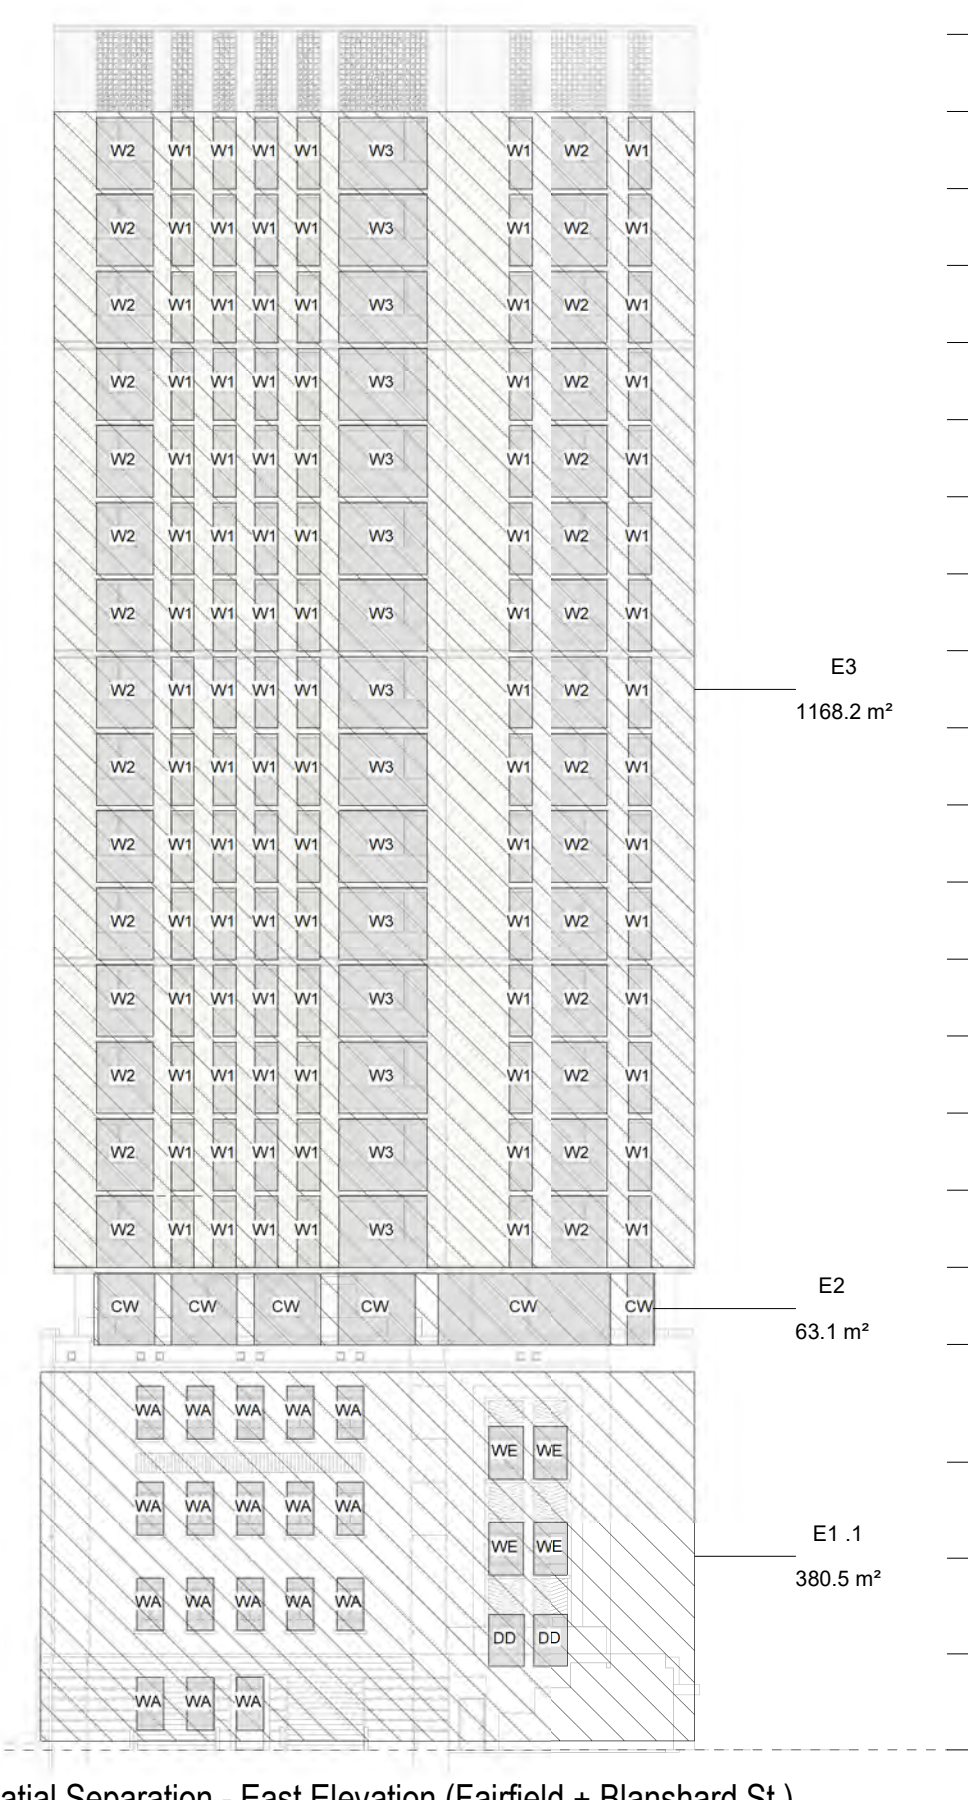 W2 W1 W1 W1 W1 W3 W1 W2 W1
W2 W1 W1 W1 W1 W3 W1 W2 W1
W2 W1 W1 W1 W1 W3 W1 W2 W1
W2 W1 W1 W1 W1 W3 W1 W2 W1
W2 W1 W1 W1 W1 W3 W1 W2 W1
W2 W1 W1 W1 W1 W3 W1 W2 W1
W2 W1 W1 W1 W1 W3 W1 W2 W1
E3
W2 W1 W1 W1 W1 W3 W1 W2 W1
1168.2 m²
W2 W1 W1 W1 W1 W3 W1 W2 W1
W2 W1 W1 W1 W1 W3 W1 W2 W1
W2 W1 W1 W1 W1 W3 W1 W2 W1
W2 W1 W1 W1 W1 W3 W1 W2 W1
W2 W1 W1 W1 W1 W3 W1 W2 W1
W2 W1 W1 W1 W1 W3 W1 W2 W1
W2 W1 W1 W1 W1 W3 W1 W2 W1
E2
CW CW CW CW CW CW
63.1 m²
WA WA WA WA WA
WE WE
WA WA WA WA WA
E1 .1
WE WE
380.5 m²
WA WA WA WA WA
DD DD
WA WA WA
atial Separation - East Elevation (Fairfield + Blanshard St.)